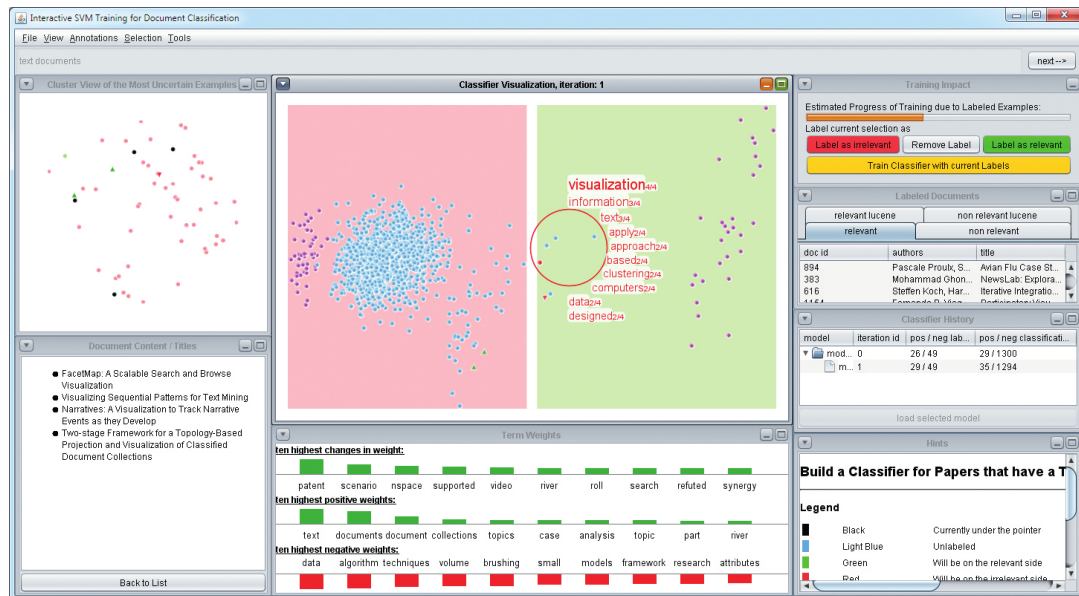 Interactive SVM Training for Document Classification
File View Annotations Selection Tools
text documents
next-->
Cluster View of the Most Uncertain Examples
Document Content / Titles
FacetMap: A Scalable Search and Browse
Visualization
Visualizing Sequential Patterns for Text Mining
Narratives: A Visualization to Track Narrative
Events as they Develop
Two-stage Framework for a Topology-Based
Projection and Visualization of Classified
Document Collections
Back to List
Classifier Visualization, iteration: 1
visualization4/4
information3/4
text3/4
apply2/4
approach2/4
based2/4
clustering2/4
computers2/4
data2/4
designed2/4
Term Weights
ten highest changes in weight:
patent scenario nspace supported video river roll search refuted synergy
ten highest positive weights:
text documents document collections topics case analysis topic part river
ten highest negative weights:
data algorithm techniques volume brushing small models framework research attributes
Training Impact
Estimated Progress of Training due to Labeled Examples:
Label current selection as
Label as irrelevant Remove Label Label as relevant
Train Classifier with current Labels
Labeled Documents
relevant lucene non relevant lucene
relevant non relevant
doc id authors title
894 Pascale Proulx, S... Avian Flu Case St...
383 Mohammad Ghon... NewsLab: Explora...
616 Steffen Koch, Har... Iterative Integratio...
Classifier History
model iteration id pos / neg lab... pos / neg classificati...
mod... 0 26 / 49 29 / 1300
m... 1 29 / 49 35 / 1294
load selected model
Hints
Build a Classifier for Papers that have a T
Legend
Black Currently under the pointer
Light Blue Unlabeled
Green Will be on the relevant side
Red Will be on the irrelevant side